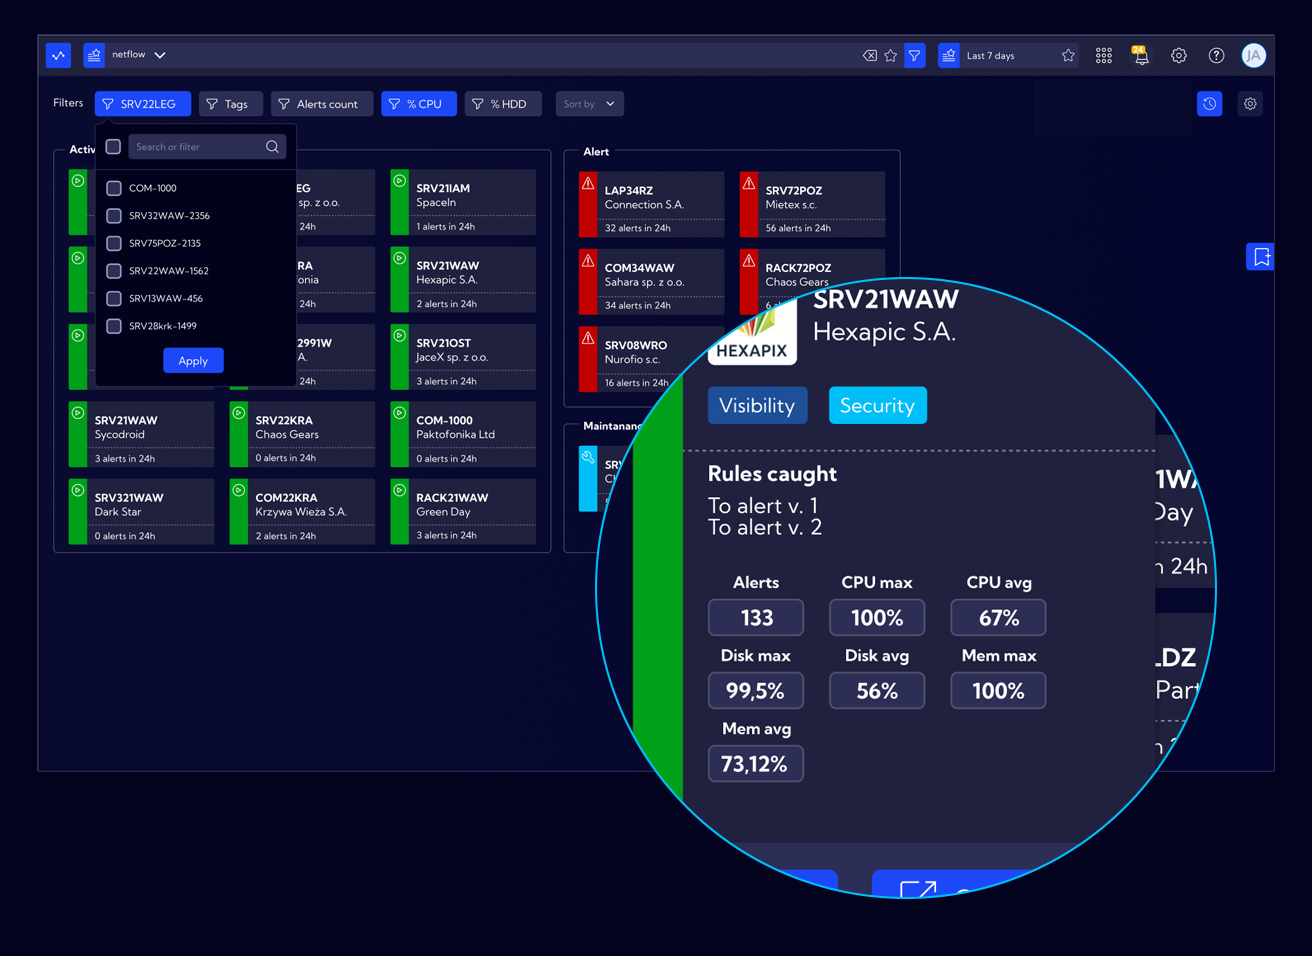 netflow
24
Last 7 days
JA
Filters
SRV22LEG
Tags
Alerts count
% CPU
% HDD
Sort by
Search or filter
COM-1000
SRV32WAW-2356
SRV75POZ-2135
SRV22WAW-1562
SRV13WAW-456
SRV28krk-1499
Apply
Activ
EG
sp. z o.o.
24h
SRV21IAM
SpaceIn
1 alerts in 24h
RA
onia
24h
SRV21WAW
Hexapic S.A.
2 alerts in 24h
2991W
A.
24h
SRV21OST
JaceX sp. z o.o.
3 alerts in 24h
SRV21WAW
Sycodroid
3 alerts in 24h
SRV22KRA
Chaos Gears
0 alerts in 24h
COM-1000
Paktofonika Ltd
0 alerts in 24h
SRV321WAW
Dark Star
0 alerts in 24h
COM22KRA
Krzywa Wieża S.A.
2 alerts in 24h
RACK21WAW
Green Day
3 alerts in 24h
Alert
LAP34RZ
Connection S.A.
32 alerts in 24h
SRV72POZ
Mietex s.c.
56 alerts in 24h
COM34WAW
Sahara sp. z o.o.
34 alerts in 24h
RACK72POZ
Chaos Gears
6
SRV08WRO
Nurofio s.c.
16 alerts in 24h
Maintananc
SRV
HEXAPIX
SRV21WAW
Hexapic S.A.
Visibility
Security
Rules caught
To alert v. 1
To alert v. 2
Alerts
CPU max
CPU avg
133
100%
67%
Disk max
Disk avg
Mem max
99,5%
56%
100%
Mem avg
73,12%
1WA
Day
24h
LDZ
Part